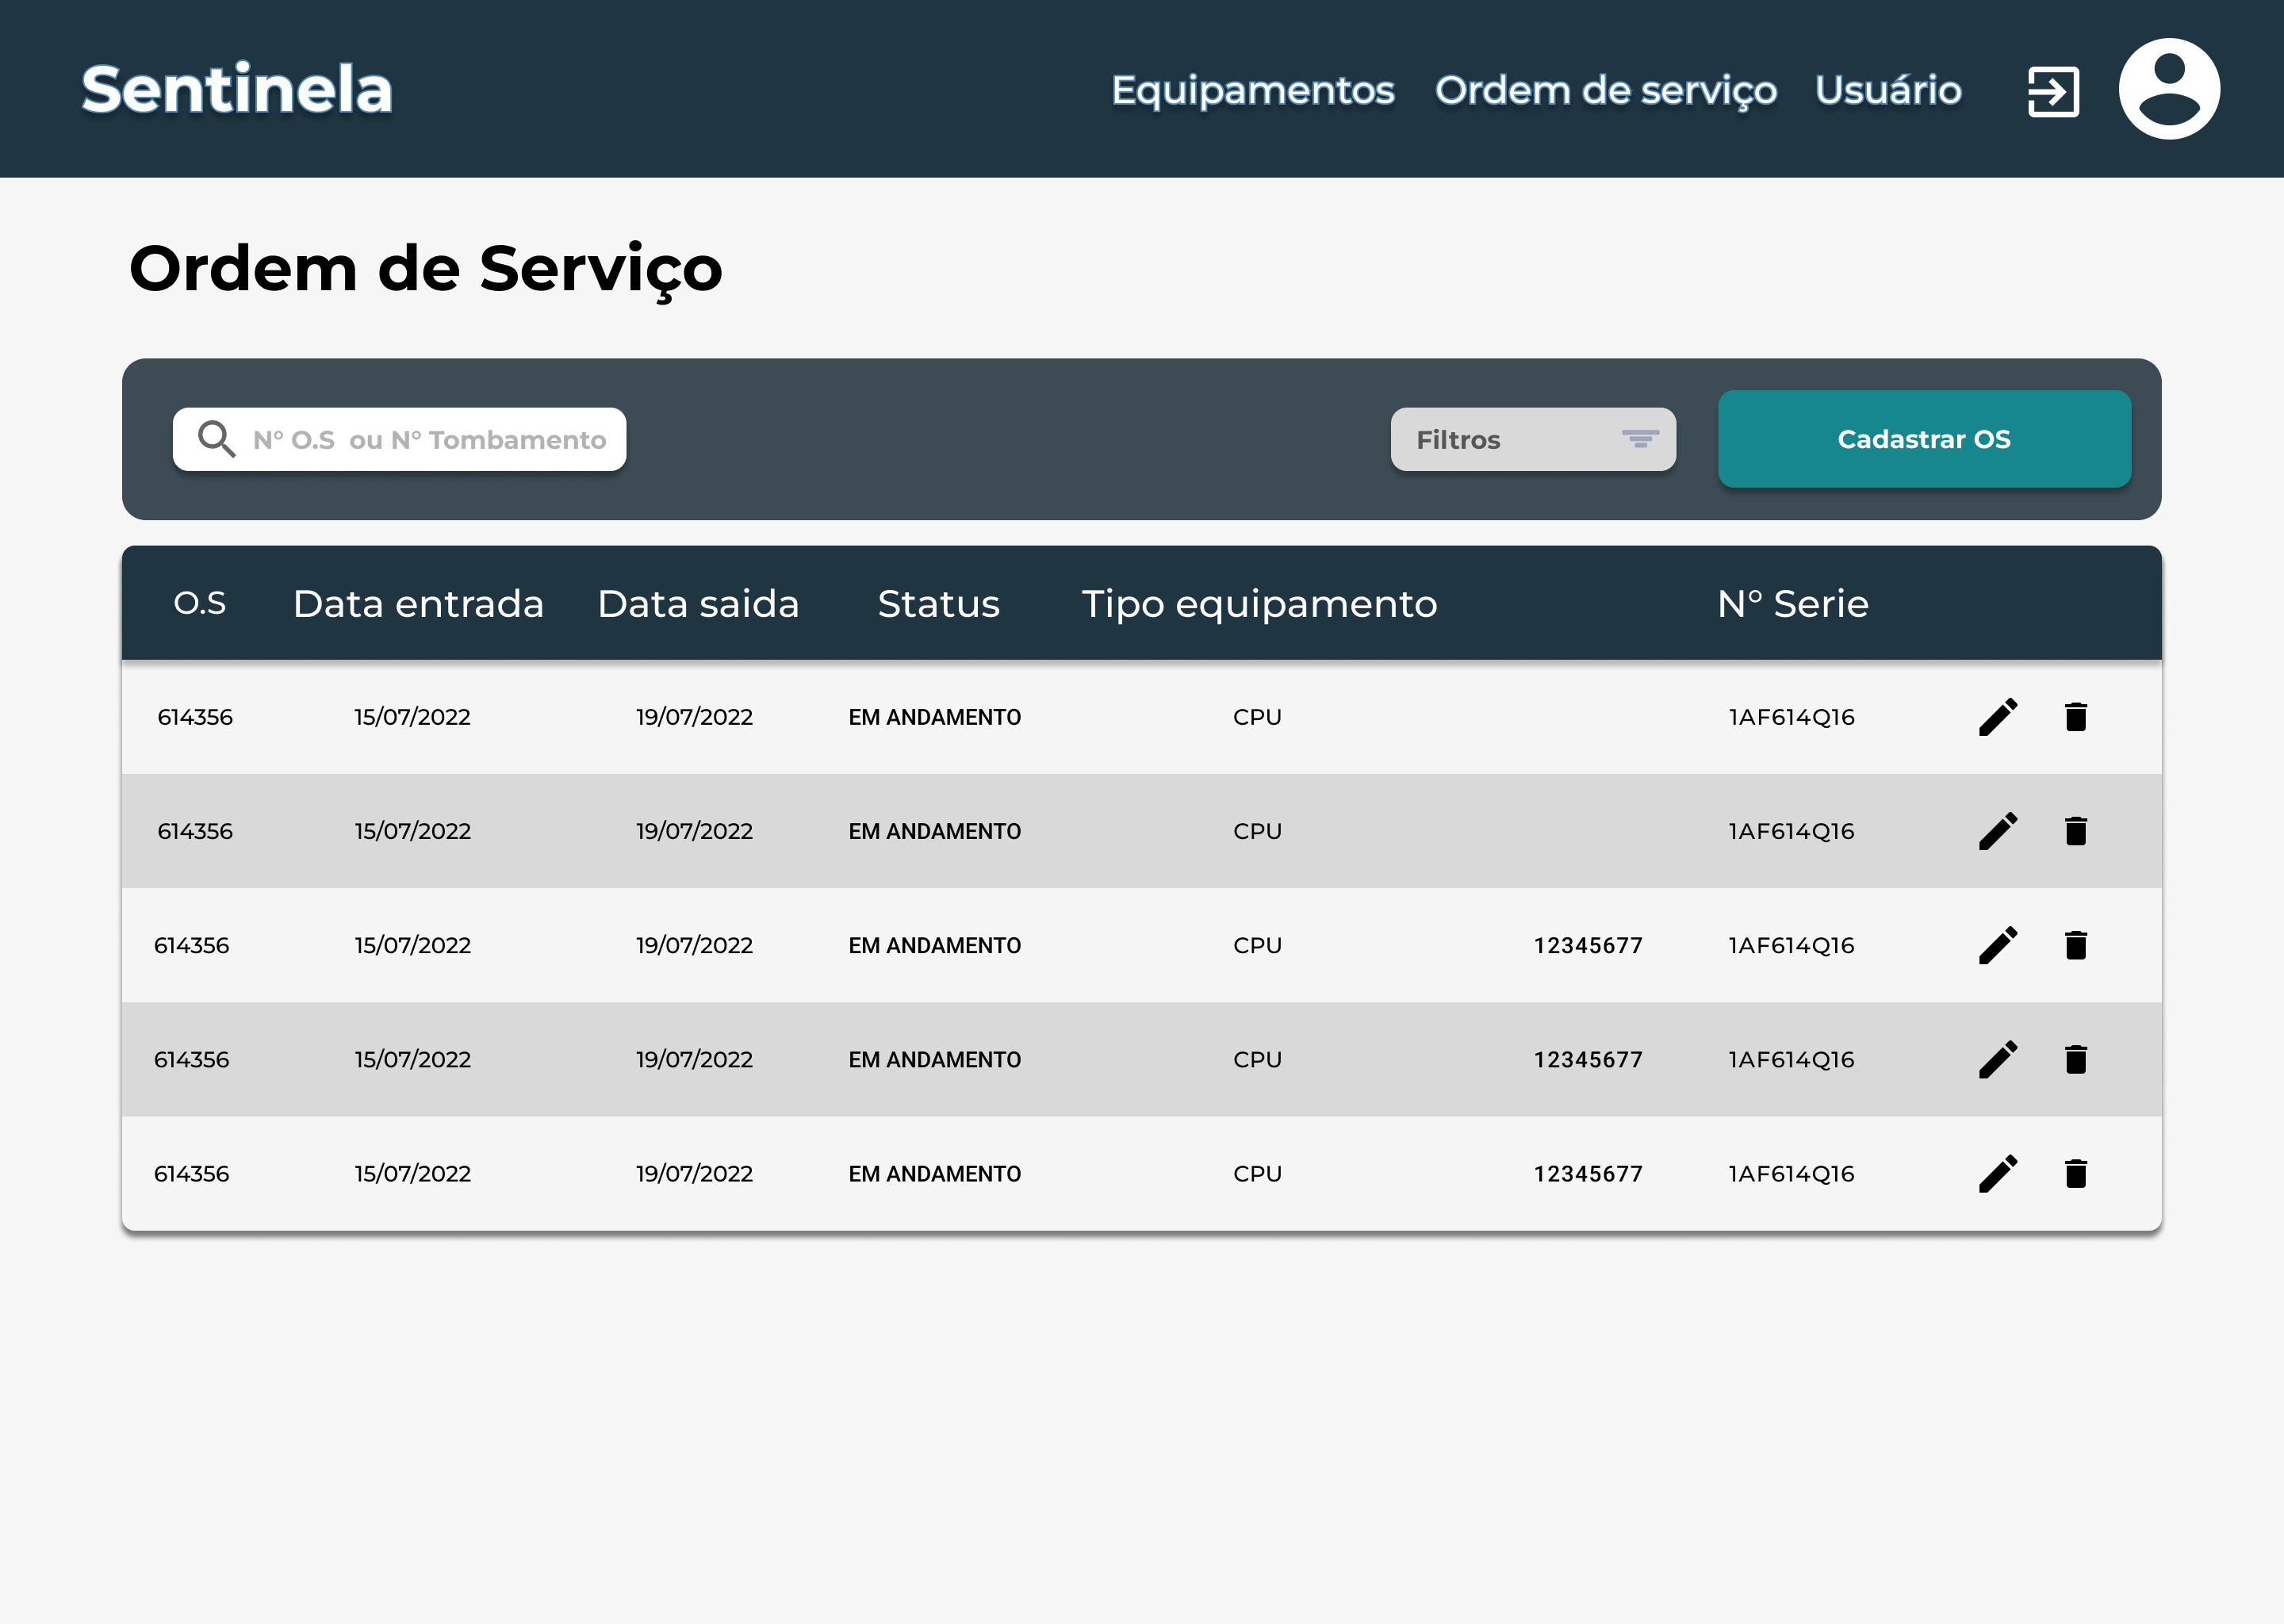 Sentinela
Equipamentos Ordem de serviço Usuário
Ordem de Serviço
N° O.S ou N° Tombamento Filtros Cadastrar OS
O.S Data entrada Data saida Status Tipo equipamento N° Serie
614356 15/07/2022 19/07/2022 EM ANDAMENTO CPU 1AF614Q16
614356 15/07/2022 19/07/2022 EM ANDAMENTO CPU 1AF614Q16
614356 15/07/2022 19/07/2022 EM ANDAMENTO CPU 12345677 1AF614Q16
614356 15/07/2022 19/07/2022 EM ANDAMENTO CPU 12345677 1AF614Q16
614356 15/07/2022 19/07/2022 EM ANDAMENTO CPU 12345677 1AF614Q16